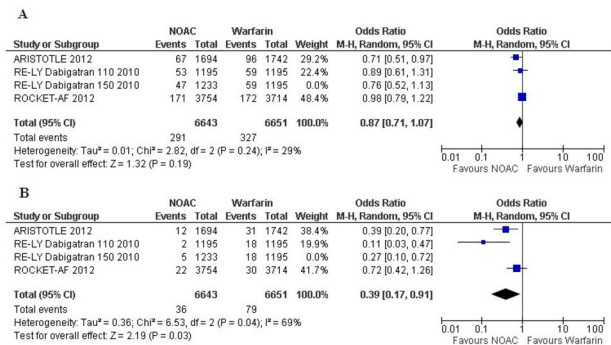 A
NOAC Warfarin Odds Ratio Odds Ratio
Study or Subgroup Events Total Events Total Weight M-H, Random, 95% CI M-H, Random, 95% CI
ARISTOTLE 2012 67 1694 96 1742 29.2% 0.71 [0.51, 0.97]
RE-LY Dabigatran 110 2010 53 1195 59 1195 22.4% 0.89 [0.61, 1.31]
RE-LY Dabigatran 150 2010 47 1233 59 1195 0.0% 0.76 [0.52, 1.13]
ROCKET-AF 2012 171 3754 172 3714 48.4% 0.98 [0.79, 1.22]
Total (95% CI) 6643 6651 100.0% 0.87 [0.71, 1.07]
Total events 291 327
Heterogeneity: Tau² = 0.01; Chi² = 2.82, df = 2 (P = 0.24); I² = 29%
Test for overall effect: Z = 1.32 (P = 0.19)
0.01 0.1 1 10 100
Favours NOAC Favours Warfarin
B
NOAC Warfarin Odds Ratio Odds Ratio
Study or Subgroup Events Total Events Total Weight M-H, Random, 95% CI M-H, Random, 95% CI
ARISTOTLE 2012 12 1694 31 1742 38.4% 0.39 [0.20, 0.77]
RE-LY Dabigatran 110 2010 2 1195 18 1195 19.9% 0.11 [0.03, 0.47]
RE-LY Dabigatran 150 2010 5 1233 18 1195 0.0% 0.27 [0.10, 0.72]
ROCKET-AF 2012 22 3754 30 3714 41.7% 0.72 [0.42, 1.26]
Total (95% CI) 6643 6651 100.0% 0.39 [0.17, 0.91]
Total events 36 79
Heterogeneity: Tau² = 0.36; Chi² = 6.53, df = 2 (P = 0.04); I² = 69%
Test for overall effect: Z = 2.19 (P = 0.03)
0.01 0.1 1 10 100
Favours NOAC Favours Warfarin